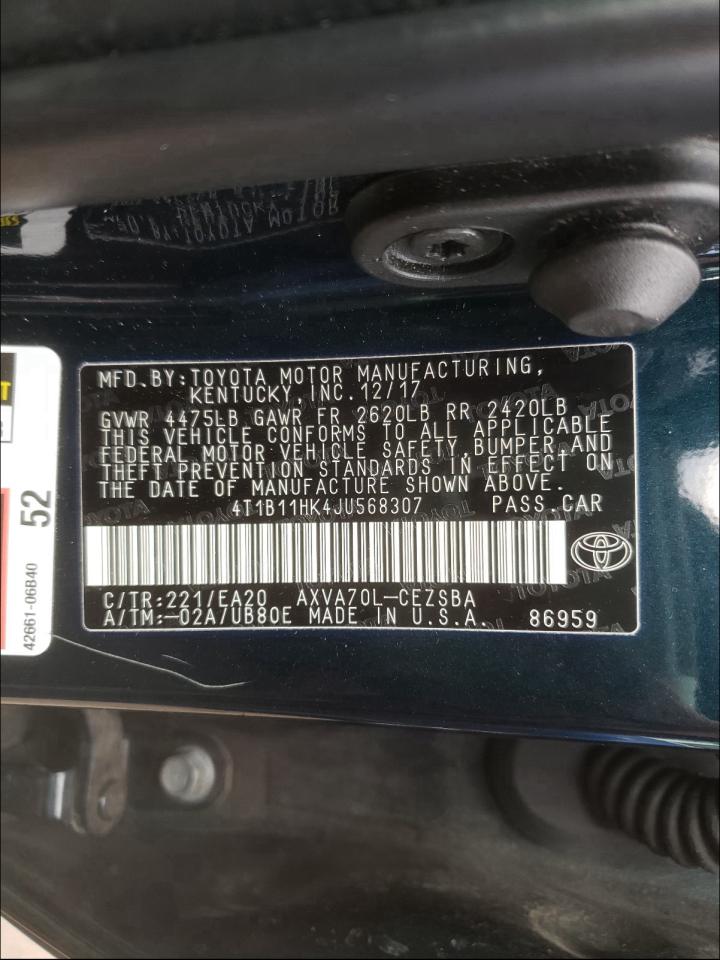 MFD.BY:TOYOTA MOTOR MANUFACTURING,
KENTUCKY, INC.12/17
GVWR 4475LB GAWR FR 2620LB RR 2420LB
THIS VEHICLE CONFORMS TO ALL APPLICABLE
FEDERAL MOTOR VEHICLE SAFETY,BUMPER,AND
THEFT PREVENTION STANDARDS IN EFFECT ON
THE DATE OF MANUFACTURE SHOWN ABOVE.
4T1B11HK4JU568307 PASS.CAR
C/TR:221/EA20 AXVA70L-CEZSBA
A/TM:-02A/UB80E MADE IN U.S.A. 86959
52
42661-06B40